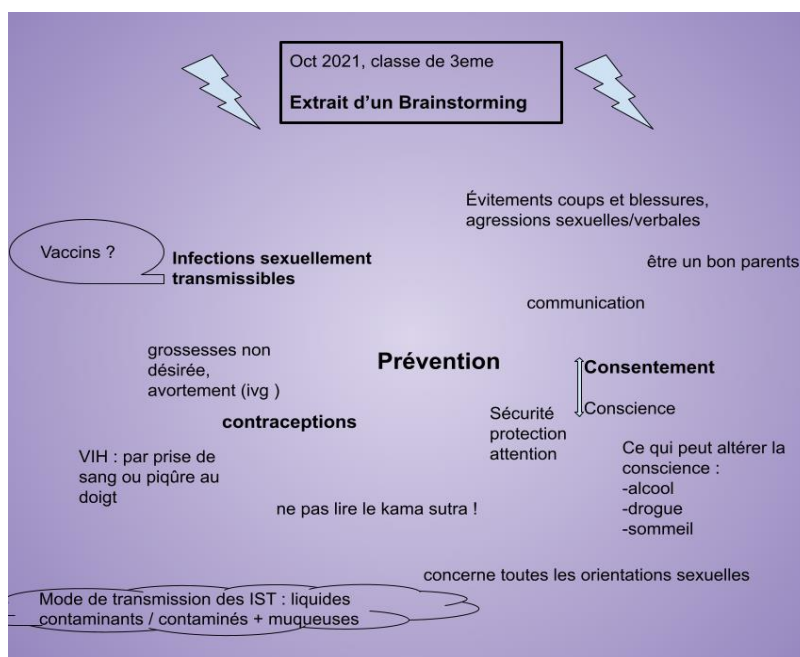 Oct 2021, classe de 3eme
Extrait d'un Brainstorming
Évitements coups et blessures,
agressions sexuelles/verbales
Vaccins ?
Infections sexuellement
transmissibles
être un bon parents
communication
grossesses non
désirée,
avortement (ivg )
Prévention
Consentement
contraceptions
Sécurité
protection
attention
Conscience
VIH : par prise de
sang ou piqûre au
doigt
Ce qui peut altérer la
conscience :
-alcool
-drogue
-sommeil
ne pas lire le kama sutra !
concerne toutes les orientations sexuelles
Mode de transmission des IST : liquides
contaminants / contaminés + muqueuses